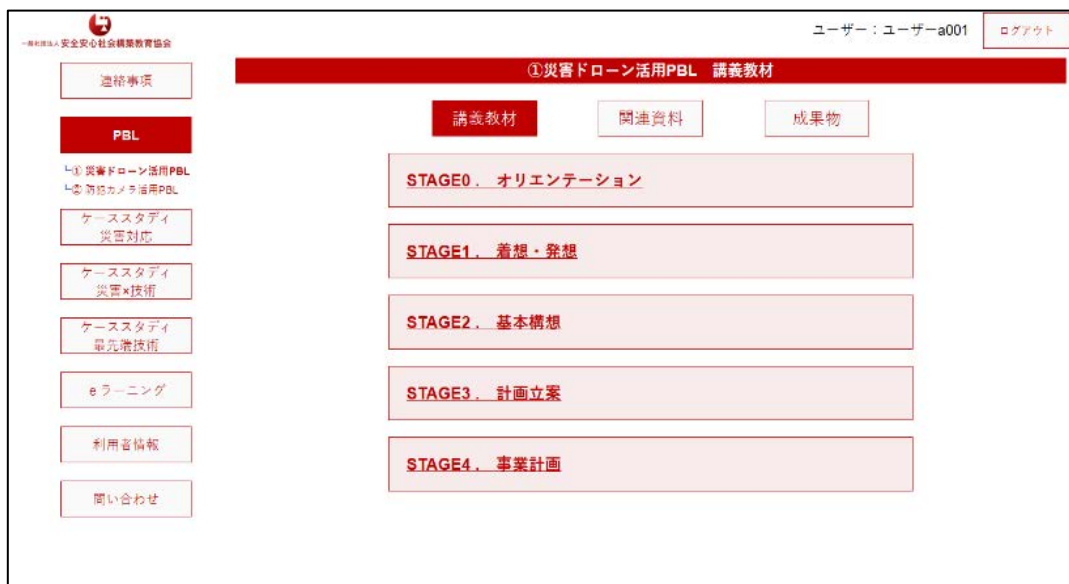 一般社団法人安全安心社会構築教育協会
ユーザー：ユーザーa001
ログアウト
連絡事項
PBL
①災害ドローン活用PBL
②防犯カメラ活用PBL
ケーススタディ
災害対応
ケーススタディ
災害×技術
ケーススタディ
最先端技術
eラーニング
利用者情報
問い合わせ
①災害ドローン活用PBL　講義教材
講義教材
関連資料
成果物
STAGE0．　オリエンテーション
STAGE1．　着想・発想
STAGE2．　基本構想
STAGE3．　計画立案
STAGE4．　事業計画